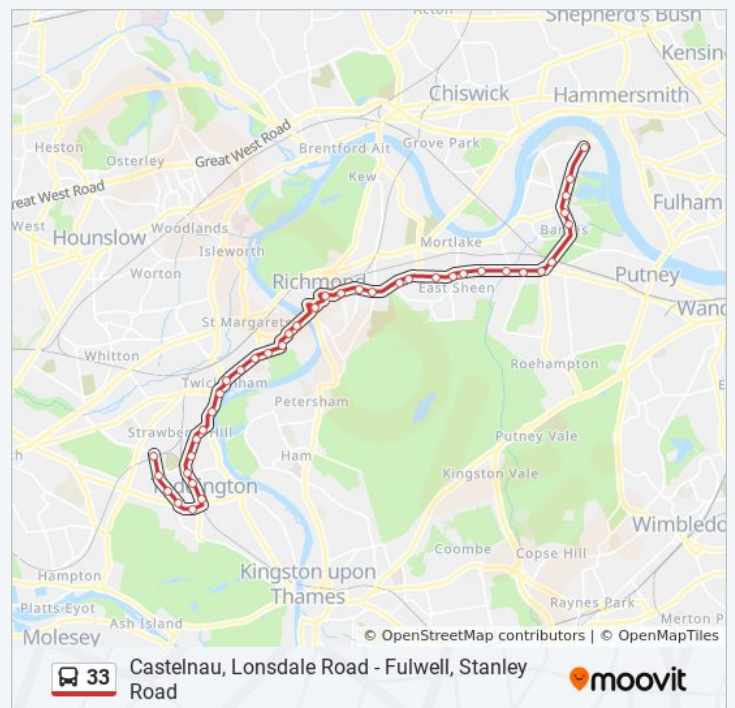 Acton
Shepherd's Bush
Kensin
Chiswick
Hammersmith
Heston
Osterley
Great West Road
Brentford Ait
Grove Park
Kew
reat West Road
Fulham
West
Woodlands
Hounslow
Isleworth
Barnes
Mortlake
Worton
Richmond
East Sheen
Putney
Wand
St Margarets
Whitton
Roehampton
Twickenham
Petersham
E
Strawberry Hill
Putney Vale
Ham
Kingston Vale
Teddington
Wimbledo
Coombe
Copse Hill
Hampton
Kingston upon
Thames
Platts Eyot
Ash Island
Raynes Park
Merton P
Molesey
© OpenStreetMap contributors | © OpenMapTiles
33
Castelnau, Lonsdale Road - Fulwell, Stanley
Road
moovit